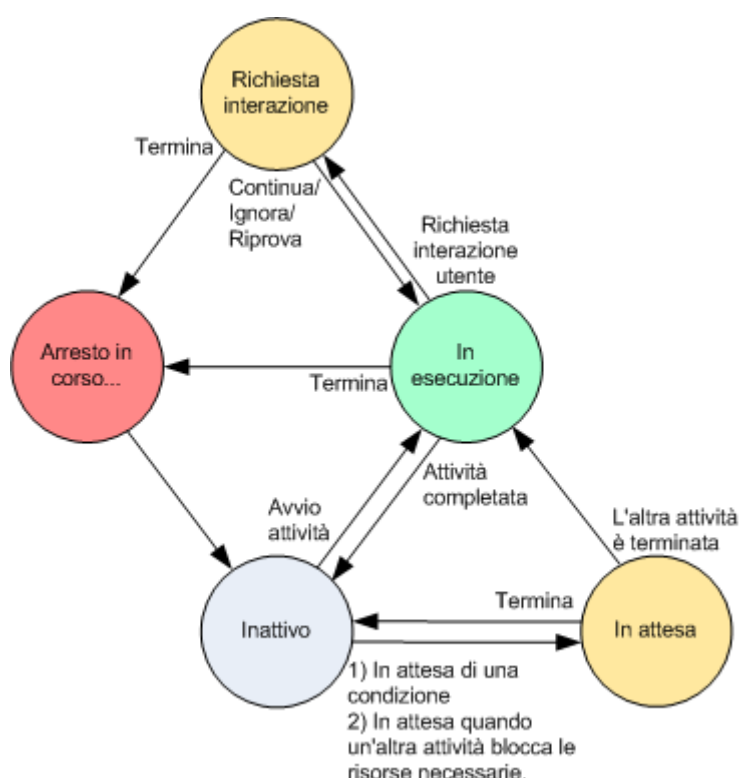 Richiesta
interazione
Termina
Continua/
Ignora/
Riprova
Richiesta
interazione
utente
Arresto in
corso...
In
esecuzione
Termina
Attività
completata
Avvio
attività
L'altra attività
è terminata
Inattivo
Termina
In attesa
1) In attesa di una
condizione
2) In attesa quando
un'altra attività blocca le
risorse necessarie.